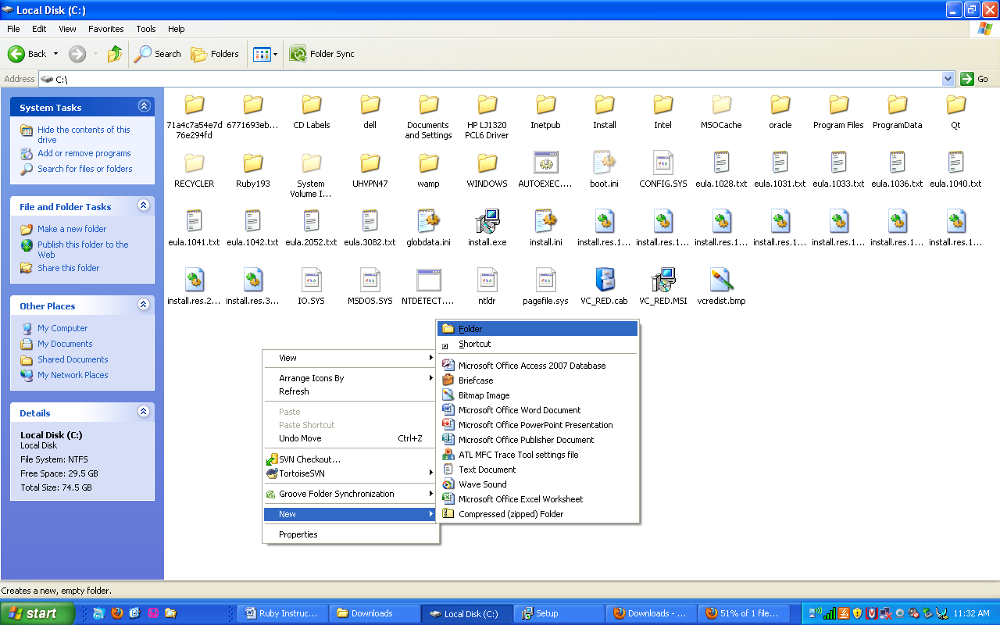 Local Disk (C:)
File Edit View Favorites Tools Help
Back Search Folders Folder Sync
Address C:\ Go
System Tasks
Hide the contents of this
drive
Add or remove programs
Search for files or folders
File and Folder Tasks
Make a new folder
Publish this folder to the
Web
Share this folder
Other Places
My Computer
My Documents
Shared Documents
My Network Places
Details
Local Disk (C:)
Local Disk
File System: NTFS
Free Space: 29.5 GB
Total Size: 74.5 GB
71a4c7a54e7d 6771693eb... CD Labels dell Documents HP LJ1320 Inetpub Install Intel MSOCache oracle Program Files ProgramData Qt
76e294fd and Settings PCL6 Driver
RECYCLER Ruby193 System UHVPN47 wamp WINDOWS AUTOEXEC.... boot.ini CONFIG.SYS eula.1028.txt eula.1031.txt eula.1033.txt eula.1036.txt eula.1040.txt
Volume I...
eula.1041.txt eula.1042.txt eula.2052.txt eula.3082.txt globdata.ini install.exe install.ini install.res.1... install.res.1... install.res.1... install.res.1... install.res.1... install.res.1... install.res.1...
install.res.2... install.res.3... IO.SYS MSDOS.SYS NTDETECT.... ntldr pagefile.sys VC_RED.cab VC_RED.MSI vcredist.bmp
View
Arrange Icons By
Refresh
Paste
Paste Shortcut
Undo Move Ctrl+Z
SVN Checkout...
TortoiseSVN
Groove Folder Synchronization
New
Properties
Folder
Shortcut
Microsoft Office Access 2007 Database
Briefcase
Bitmap Image
Microsoft Office Word Document
Microsoft Office PowerPoint Presentation
Microsoft Office Publisher Document
ATL MFC Trace Tool settings file
Text Document
Wave Sound
Microsoft Office Excel Worksheet
Compressed (zipped) Folder
Creates a new, empty folder.
start Ruby Instruc... Downloads Local Disk (C:) Setup Downloads - ... 51% of 1 file... 11:32 AM